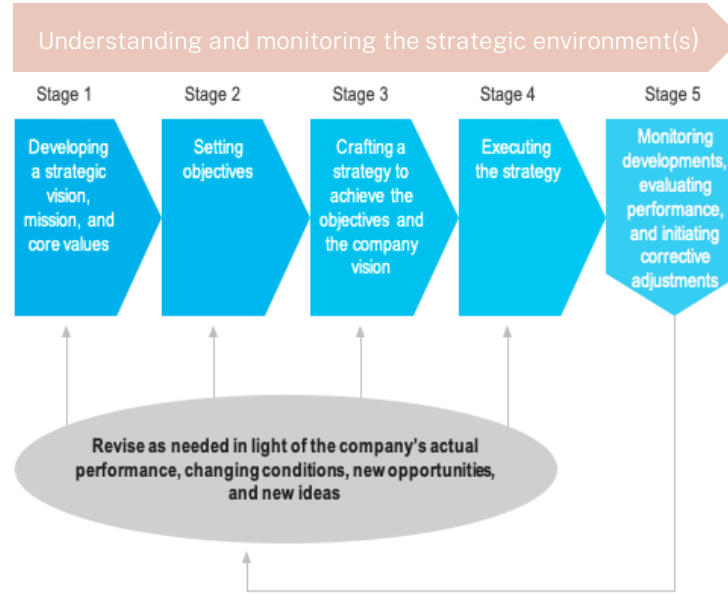 Understanding and monitoring the strategic environment(s)
Stage 1
Stage 2
Stage 3
Stage 4
Stage 5
Developing
a strategic
vision,
mission, and
core values
Setting
objectives
Crafting a
strategy to
achieve the
objectives and
the company
vision
Executing
the strategy
Monitoring
developments,
evaluating
performance,
and initiating
corrective
adjustments
Revise as needed in light of the company's actual
performance, changing conditions, new opportunities,
and new ideas